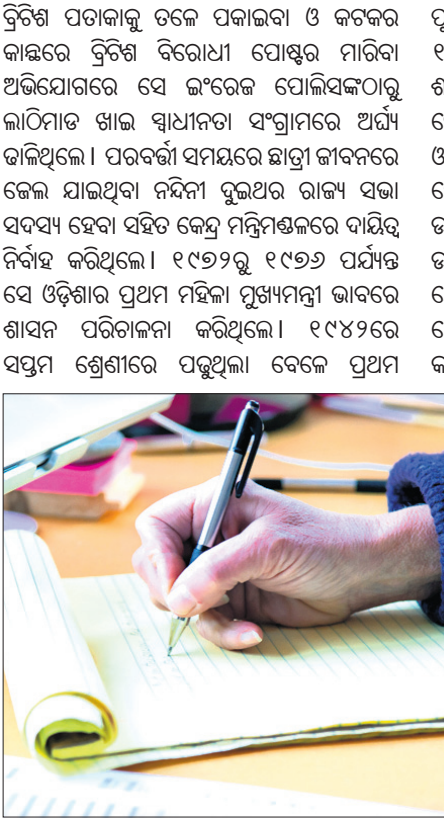 ବ୍ରିଟିଶ ପତାକାକୁ ତଳେ ପକାଇବା ଓ କଟକର
କାନ୍ଥରେ ବ୍ରିଟିଶ ବିରୋଧୀ ପୋଷ୍ଟର ମାରିବା
ଅଭିଯୋଗରେ ସେ ଇଂରେଜ ପୋଲିସଙ୍କଠାରୁ
ଲାଠିମାଡ ଖାଇ ସ୍ୱାଧୀନତା ସଂଗ୍ରାମରେ ଅର୍ଘ୍ୟ
ଢାଳିଥିଲେ। ପରବର୍ତ୍ତୀ ସମୟରେ ଛାତ୍ରୀ ଜୀବନରେ
ଜେଲ ଯାଇଥିବା ନନ୍ଦିନୀ ଦୁଇଥର ରାଜ୍ୟ ସଭା
ସଦସ୍ୟ ହେବା ସହିତ କେନ୍ଦ୍ର ମନ୍ତ୍ରିମଣ୍ଡଳରେ ଦାୟିତ୍ୱ
ନିର୍ବାହ କରିଥିଲେ। ୧୯୭୨ରୁ ୧୯୭୬ ପର୍ଯ୍ୟନ୍ତ
ସେ ଓଡ଼ିଶାର ପ୍ରଥମ ମହିଳା ମୁଖ୍ୟମନ୍ତ୍ରୀ ଭାବରେ
ଶାସନ ପରିଚାଳନା କରିଥିଲେ। ୧୯୪୨ରେ
ସପ୍ତମ ଶ୍ରେଣୀରେ ପଢୁଥିଲା ବେଳେ ପ୍ରଥମ